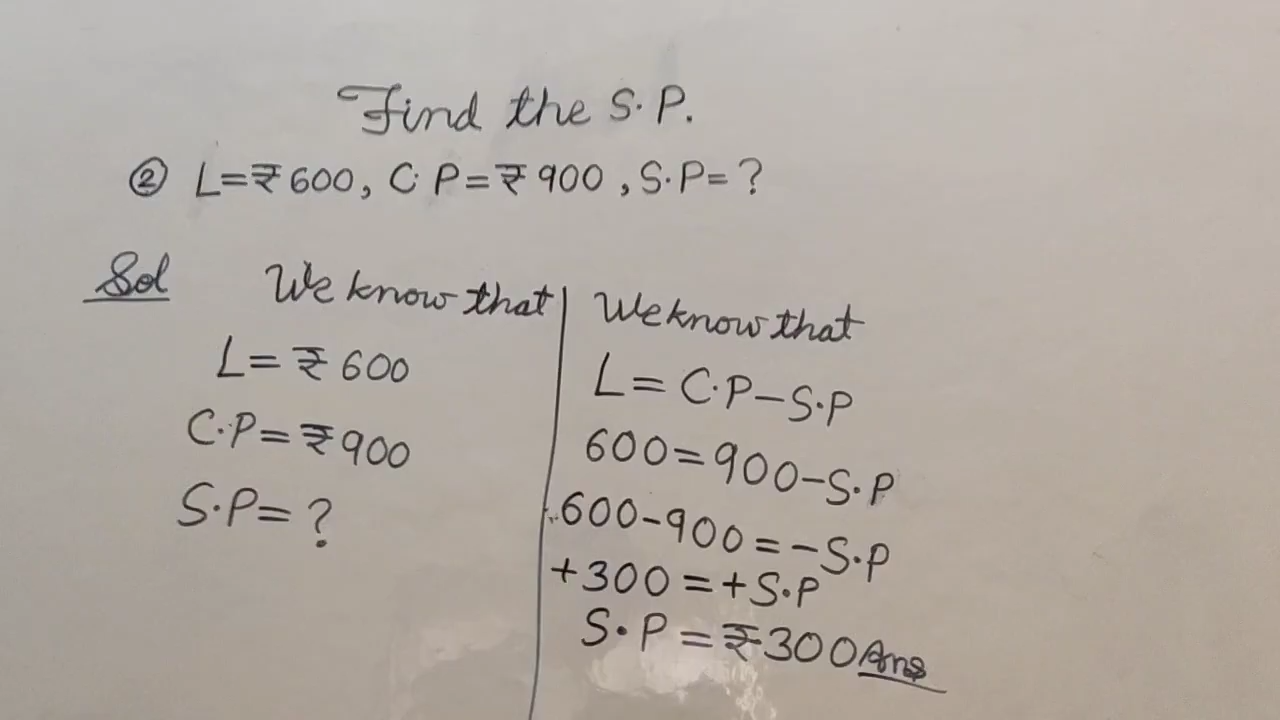 Find the S.P.
② L=₹600, C.P=₹900, S.P=?
Sol We know that
L=₹600
C.P=₹900
S.P=?
We know that
L=C.P-S.P
600=900-S.P
600-900=-S.P
+300=+S.P
S.P=₹300 Ans